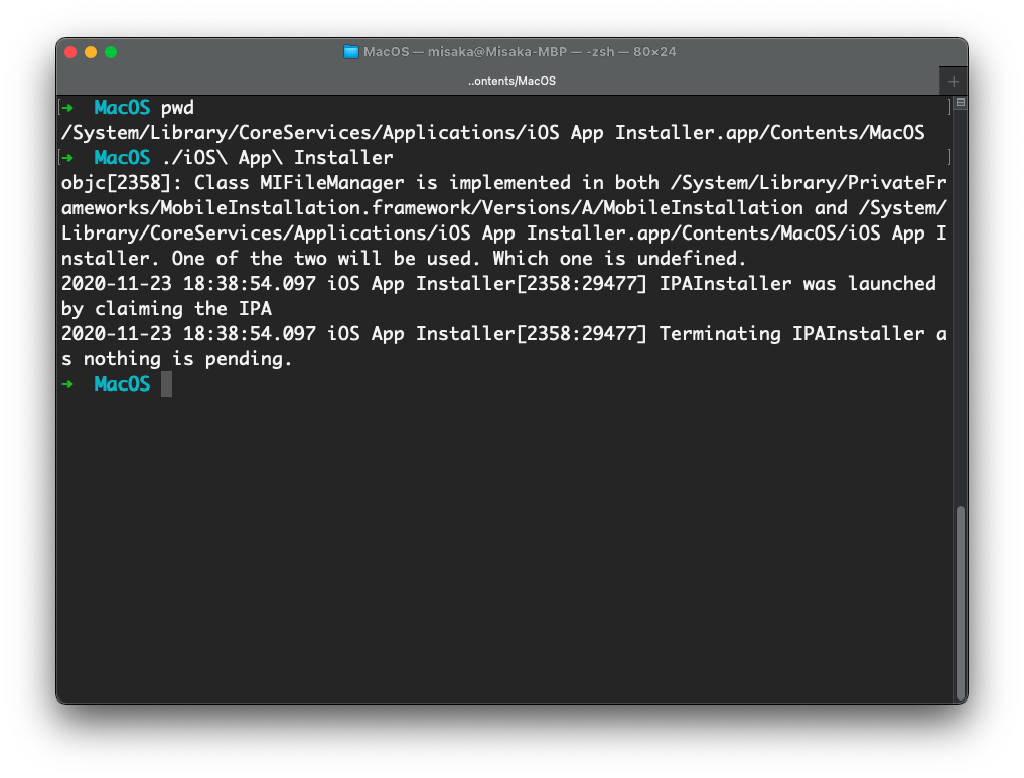 MacOS — misaka@Misaka-MBP — -zsh — 80×24
..ontents/MacOS
+
[➜  MacOS pwd ]
/System/Library/CoreServices/Applications/iOS App Installer.app/Contents/MacOS
[➜  MacOS ./iOS\ App\ Installer ]
objc[2358]: Class MIFileManager is implemented in both /System/Library/PrivateFr
ameworks/MobileInstallation.framework/Versions/A/MobileInstallation and /System/
Library/CoreServices/Applications/iOS App Installer.app/Contents/MacOS/iOS App I
nstaller. One of the two will be used. Which one is undefined.
2020-11-23 18:38:54.097 iOS App Installer[2358:29477] IPAInstaller was launched
by claiming the IPA
2020-11-23 18:38:54.097 iOS App Installer[2358:29477] Terminating IPAInstaller a
s nothing is pending.
➜  MacOS